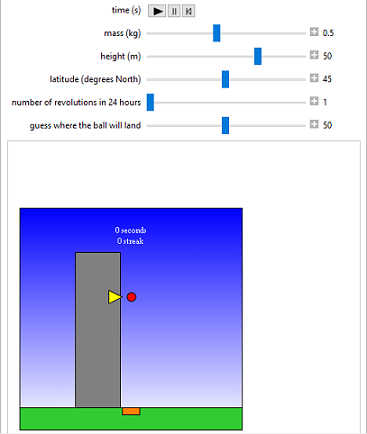 time (s)
mass (kg) 0.5
height (m) 50
latitude (degrees North) 45
number of revolutions in 24 hours 1
guess where the ball will land 50
0 seconds
0 streak